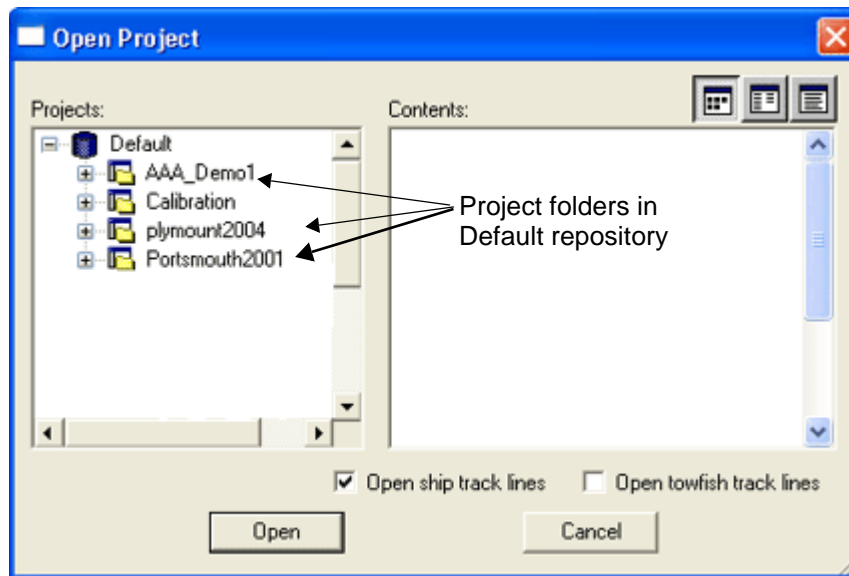 Open Project
Projects:
Contents:
Default
AAA_Demo1
Calibration
plymount2004
Portsmouth2001
Project folders in
Default repository
Open ship track lines
Open towfish track lines
Open
Cancel